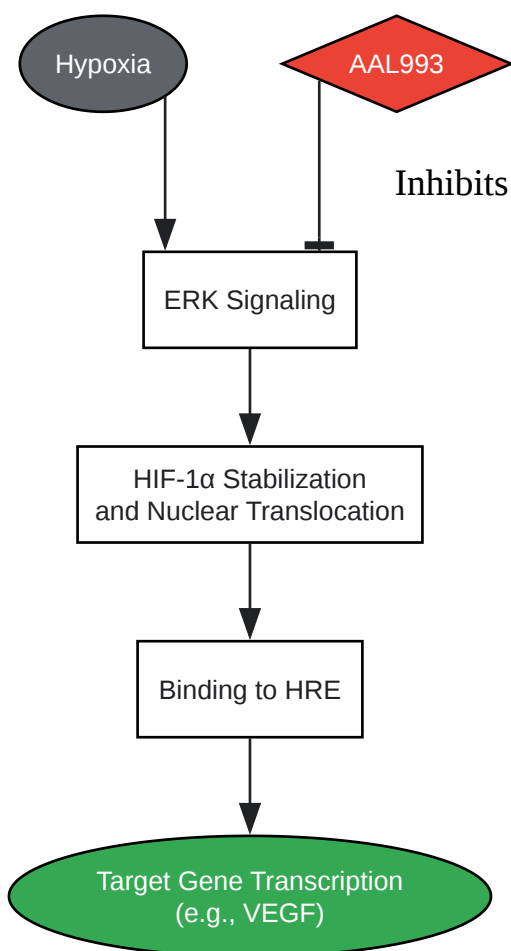 Hypoxia
AAL993
Inhibits
ERK Signaling
HIF-1α Stabilization
and Nuclear Translocation
Binding to HRE
Target Gene Transcription
(e.g., VEGF)